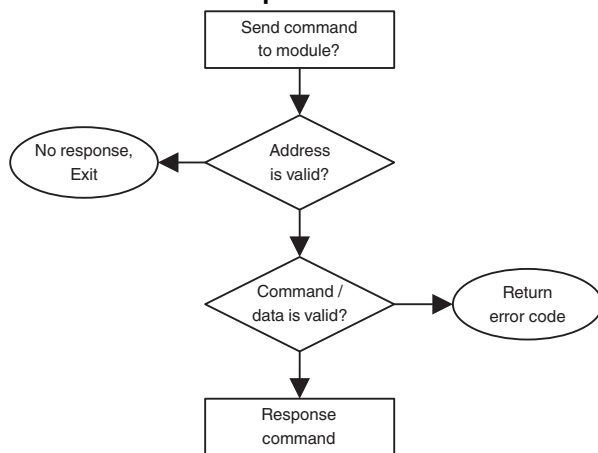 Send command
to module?
No response,
Exit
Address
is valid?
Command /
data is valid?
Return
error code
Response
command